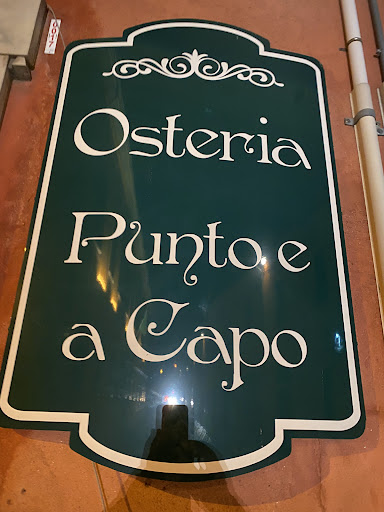 Osteria
Punto e
a Capo